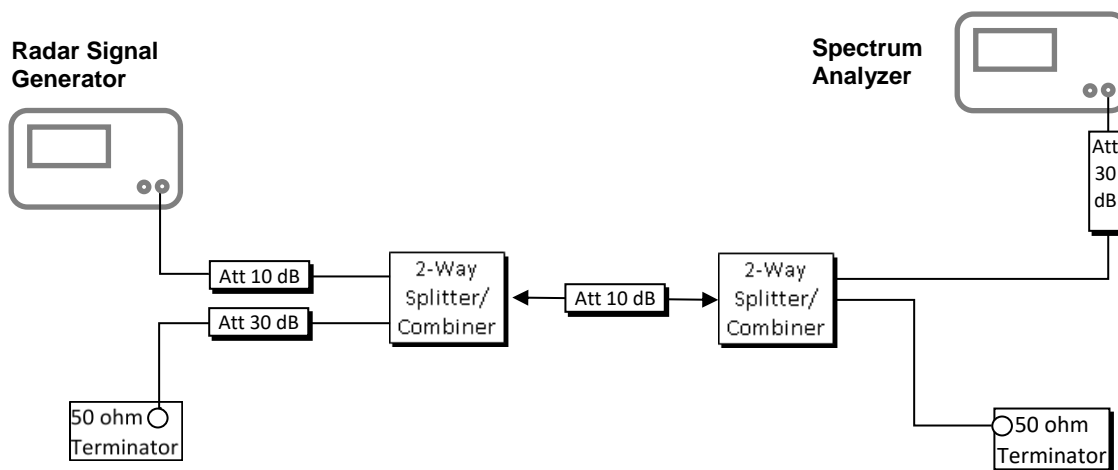 Radar Signal
Generator
Spectrum
Analyzer
Att
30
dB
Att 10 dB
Att 30 dB
2-Way
Splitter/
Combiner
Att 10 dB
2-Way
Splitter/
Combiner
50 ohm
Terminator
50 ohm
Terminator